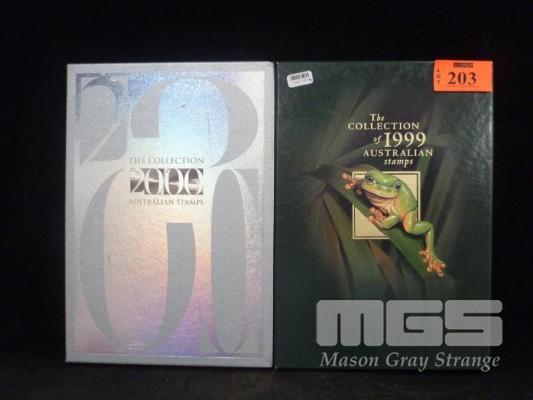 THE COLLECTION
2000
AUSTRALIAN STAMPS
The
COLLECTION
of 1999
AUSTRALIAN
stamps
MGS
LOT
203
MGS
Mason Gray Strange